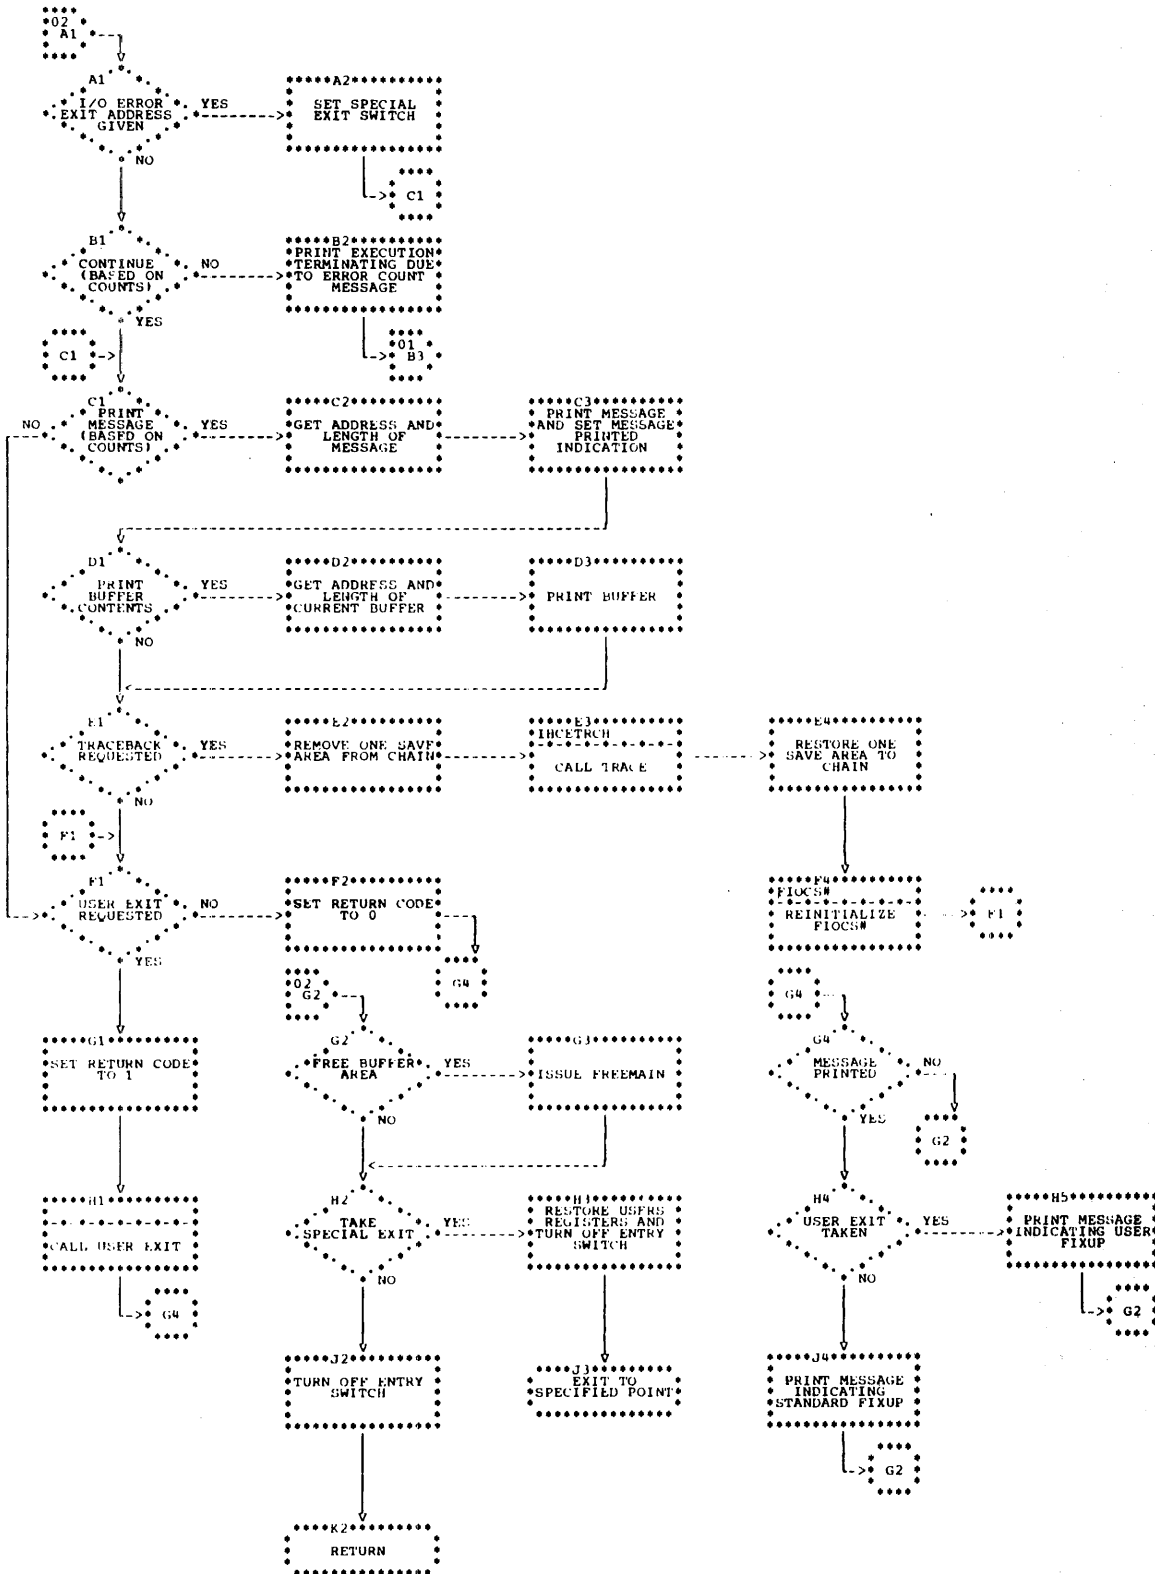 02
A1
A1
I/O ERROR
EXIT ADDRESS
GIVEN
YES
NO
A2
SET SPECIAL
EXIT SWITCH
C1
B1
CONTINUE
(BASED ON
COUNTS)
NO
YES
B2
PRINT EXECUTION
TERMINATING DUE
TO ERROR COUNT
MESSAGE
01
B3
C1
C1
PRINT
MESSAGE
(BASED ON
COUNTS)
NO
YES
C2
GET ADDRESS AND
LENGTH OF
MESSAGE
C3
PRINT MESSAGE
AND SET MESSAGE
PRINTED
INDICATION
D1
PRINT
BUFFER
CONTENTS
YES
NO
D2
GET ADDRESS AND
LENGTH OF
CURRENT BUFFER
D3
PRINT BUFFER
E1
TRACEBACK
REQUESTED
YES
NO
E2
REMOVE ONE SAVE
AREA FROM CHAIN
E3
IHCETRCH
CALL TRACE
E4
RESTORE ONE
SAVE AREA TO
CHAIN
F1
F1
USER EXIT
REQUESTED
NO
YES
F2
SET RETURN CODE
TO 0
G4
F4
FIOCS#
REINITIALIZE
FIOCS#
F1
G1
SET RETURN CODE
TO 1
02
G2
G2
FREE BUFFER
AREA
YES
NO
G3
ISSUE FREEMAIN
G4
G4
MESSAGE
PRINTED
NO
YES
G2
H1
CALL USER EXIT
G4
H2
TAKE
SPECIAL EXIT
YES
NO
H3
RESTORE USERS
REGISTERS AND
TURN OFF ENTRY
SWITCH
H4
USER EXIT
TAKEN
YES
NO
H5
PRINT MESSAGE
INDICATING USER
FIXUP
G2
J2
TURN OFF ENTRY
SWITCH
J3
EXIT TO
SPECIFIED POINT
J4
PRINT MESSAGE
INDICATING
STANDARD FIXUP
G2
K2
RETURN